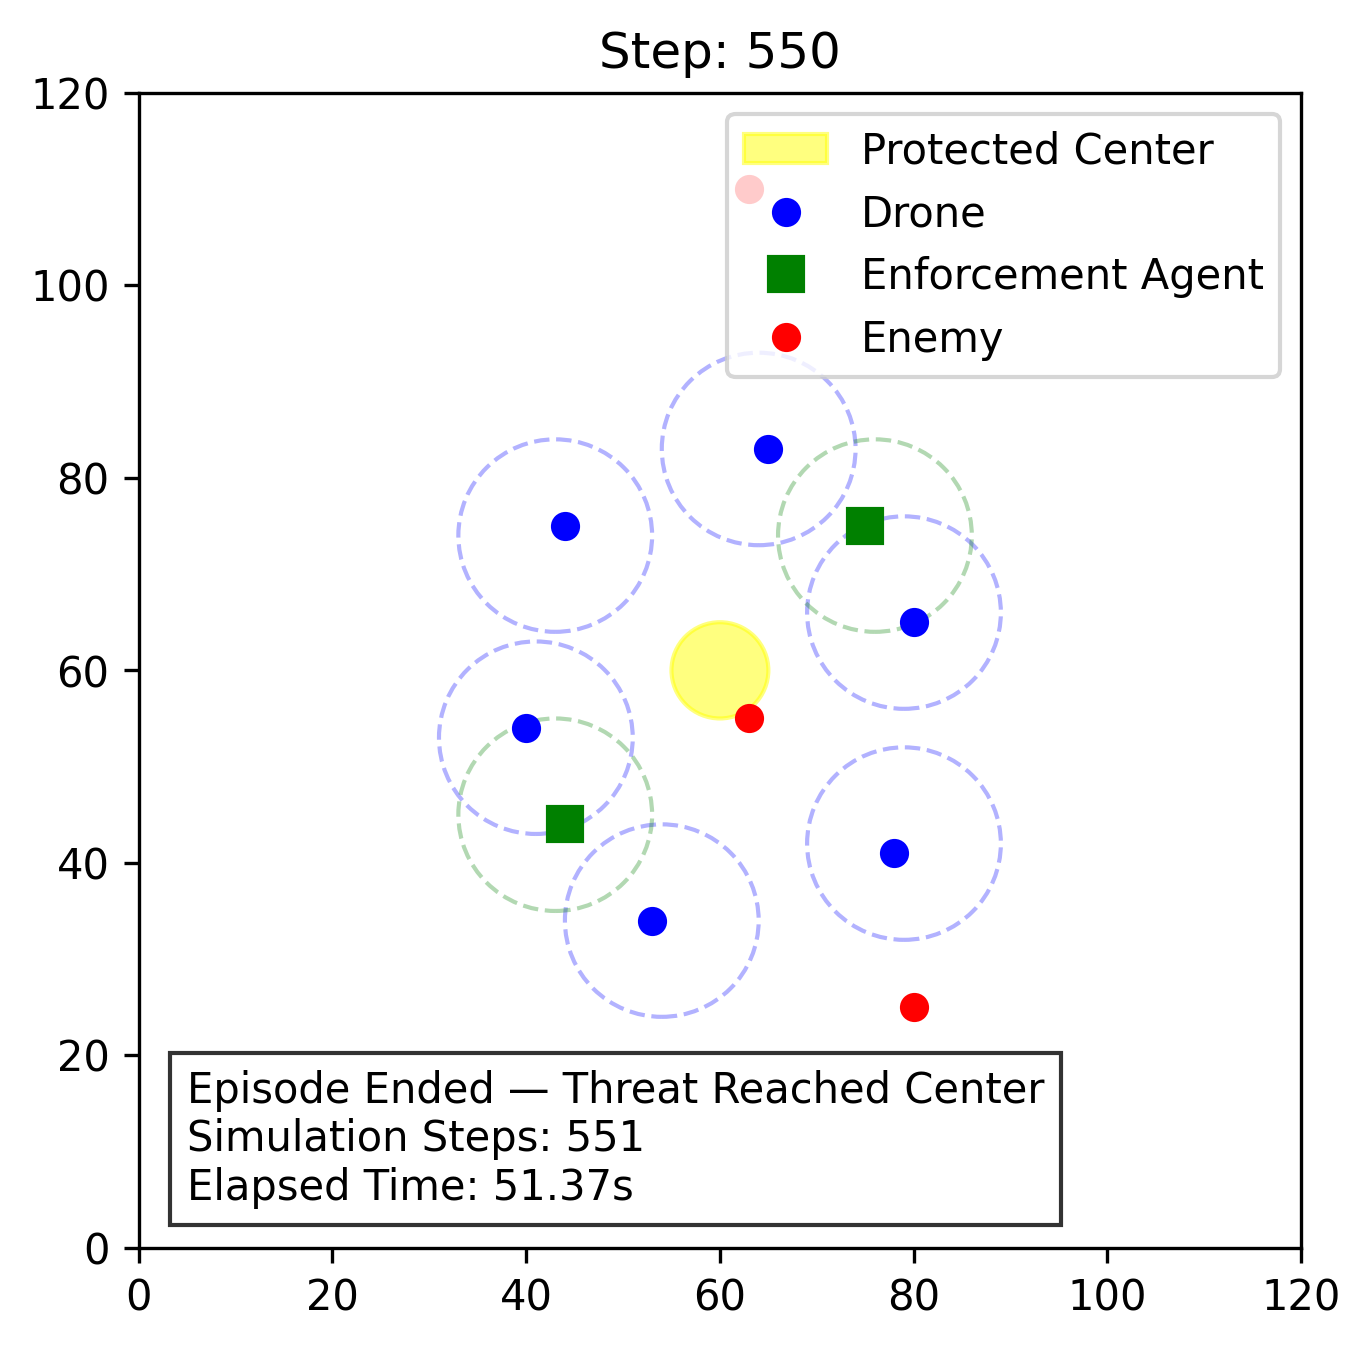 Step: 550
120
100
80
60
40
20
0
0 20 40 60 80 100 120
Protected Center
Drone
Enforcement Agent
Enemy
Episode Ended — Threat Reached Center
Simulation Steps: 551
Elapsed Time: 51.37s